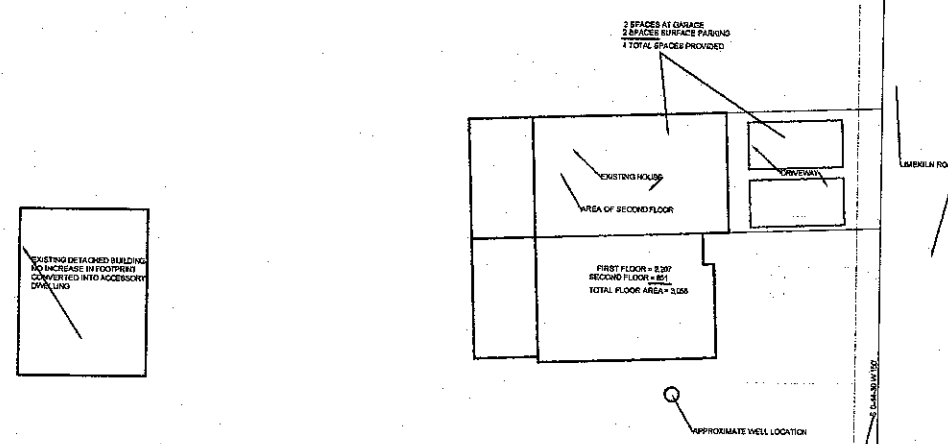 2 SPACES AT GARAGE
2 SPACES SURFACE PARKING
4 TOTAL SPACES PROVIDED
LIMEKILN RO
EXISTING HOUSE
DRIVEWAY
AREA OF SECOND FLOOR
EXISTING DETACHED BUILDING
NO INCREASE IN FOOTPRINT
CONVERTED INTO ACCESSORY
DWELLING
FIRST FLOOR = 2,207
SECOND FLOOR = 851
TOTAL FLOOR AREA = 3,058
APPROXIMATE WELL LOCATION